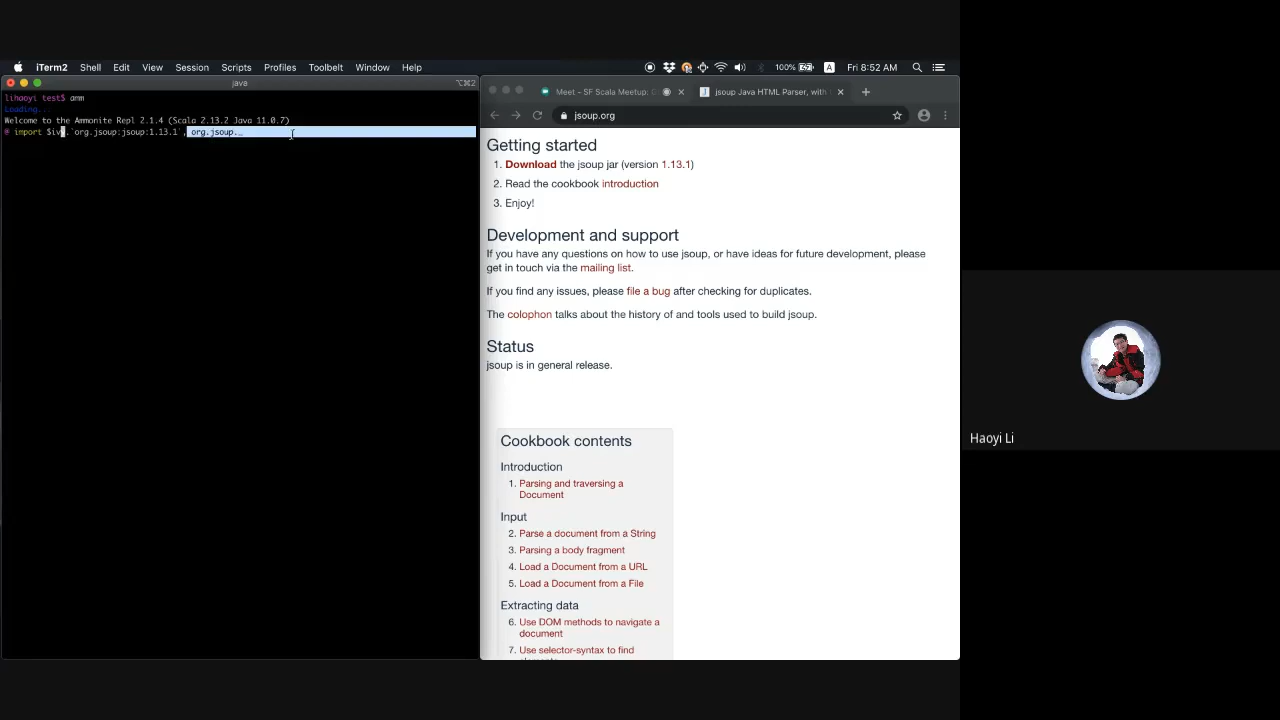 iTerm2 Shell Edit View Session Scripts Profiles Toolbelt Window Help 100% A Fri 8:52 AM
java ⌥⌘2
lihaoyi test$ amm
Loading...
Welcome to the Ammonite Repl 2.1.4 (Scala 2.13.2 Java 11.0.7)
@ import $ivy.`org.jsoup:jsoup:1.13.1`, org.jsoup._
Meet – SF Scala Meetup:
jsoup Java HTML Parser, with
jsoup.org
Getting started
1. Download the jsoup jar (version 1.13.1)
2. Read the cookbook introduction
3. Enjoy!
Development and support
If you have any questions on how to use jsoup, or have ideas for future development, please
get in touch via the mailing list.
If you find any issues, please file a bug after checking for duplicates.
The colophon talks about the history of and tools used to build jsoup.
Status
jsoup is in general release.
Cookbook contents
Introduction
1. Parsing and traversing a
Document
Input
2. Parse a document from a String
3. Parsing a body fragment
4. Load a Document from a URL
5. Load a Document from a File
Extracting data
6. Use DOM methods to navigate a
document
7. Use selector-syntax to find
Haoyi Li